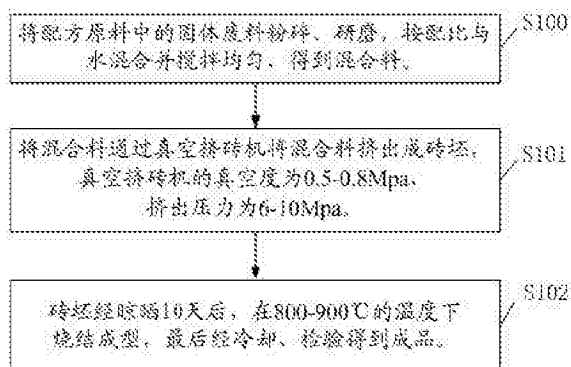 S100
将配方原料中的固体废料粉碎、研磨，按配比与
水混合并搅拌均匀、得到混合料。
S101
将混合料通过真空挤砖机将混合料挤出成砖坯，
真空挤砖机的真空度为0.5-0.8Mpa、
挤出压力为6-10Mpa。
S102
砖坯经晾晒10天后，在800-900℃的温度下
烧结成型，最后经冷却、检验得到成品。